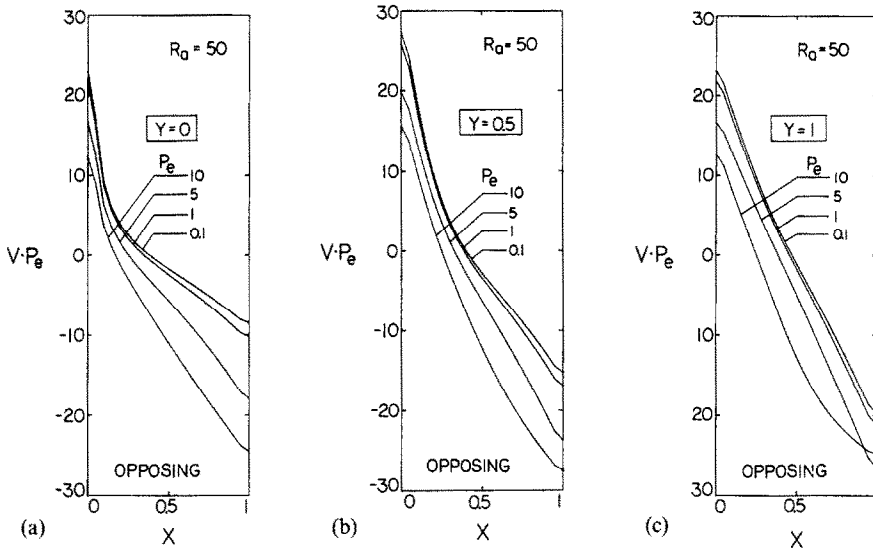 30
20
10
0
-10
-20
-30
V·Pe
Ra = 50
Y = 0
Pe
10
5
1
0.1
OPPOSING
0
0.5
1
X
(a)
30
20
10
0
-10
-20
-30
V·Pe
Ra = 50
Y = 0.5
Pe
10
5
1
0.1
OPPOSING
0
0.5
1
X
(b)
30
20
10
0
-10
20
-30
V·Pe
Ra = 50
Y = 1
Pe
10
5
1
0.1
OPPOSING
0
0.5
1
X
(c)